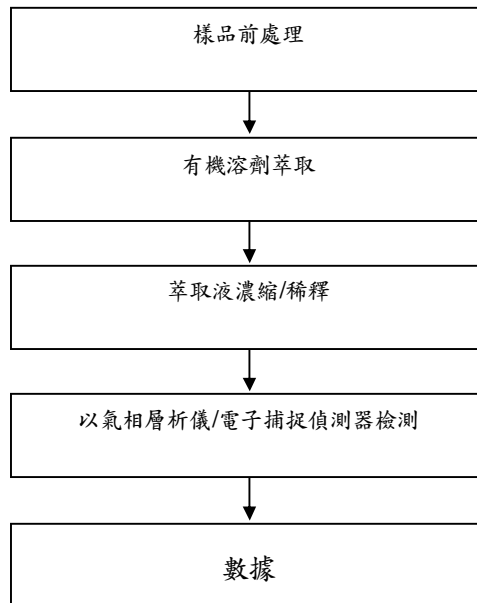 樣品前處理
有機溶劑萃取
萃取液濃縮/稀釋
以氣相層析儀/電子捕捉偵測器檢測
數據